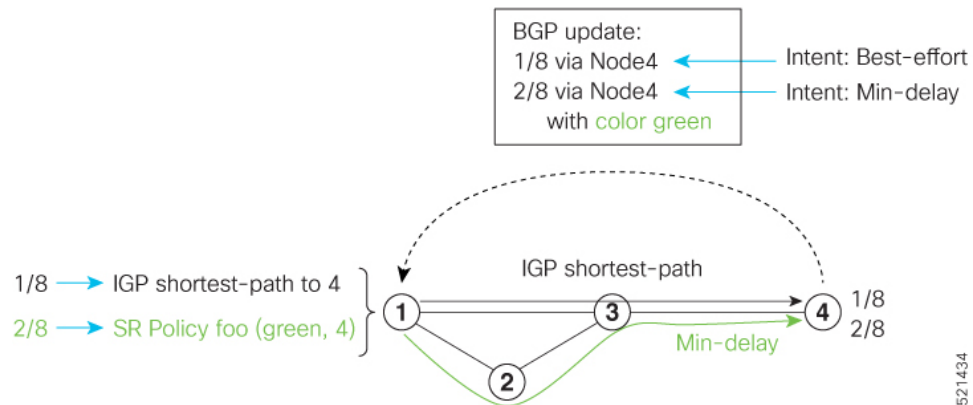 BGP update:
1/8 via Node4
Intent: Best-effort
2/8 via Node4
Intent: Min-delay
with color green
IGP shortest-path
1/8
IGP shortest-path to 4
2/8
SR Policy foo (green, 4)
1
3
4
1/8
2/8
Min-delay
2
521434